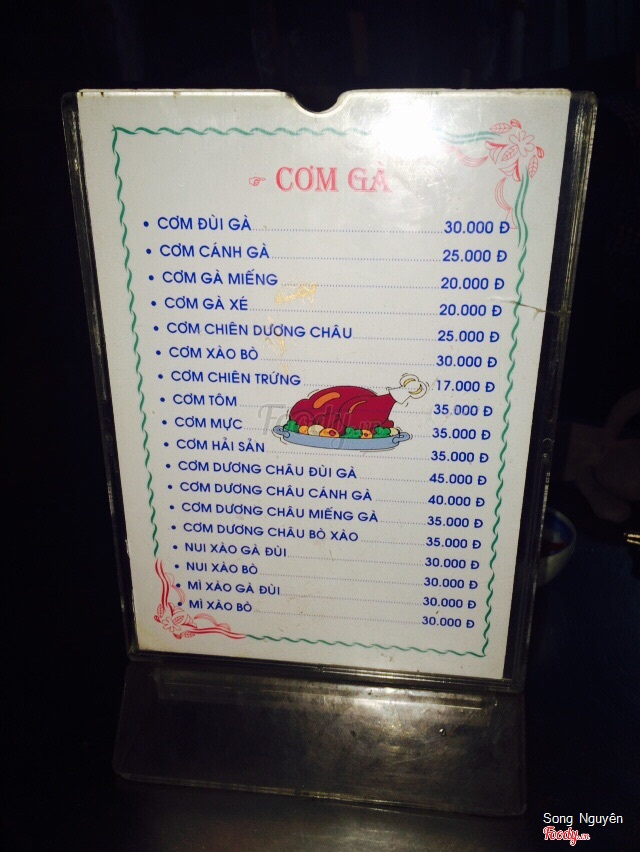 ☞ CƠM GÀ
• CƠM ĐÙI GÀ 30.000 Đ
• CƠM CÁNH GÀ 25.000 Đ
• CƠM GÀ MIẾNG 20.000 Đ
• CƠM GÀ XÉ 20.000 Đ
• CƠM CHIÊN DƯƠNG CHÂU 25.000 Đ
• CƠM XÀO BÒ 30.000 Đ
• CƠM CHIÊN TRỨNG 17.000 Đ
• CƠM TÔM 35.000 Đ
• CƠM MỰC 35.000 Đ
• CƠM HẢI SẢN 35.000 Đ
• CƠM DƯƠNG CHÂU ĐÙI GÀ 45.000 Đ
• CƠM DƯƠNG CHÂU CÁNH GÀ 40.000 Đ
• CƠM DƯƠNG CHÂU MIẾNG GÀ 35.000 Đ
• CƠM DƯƠNG CHÂU BÒ XÀO 35.000 Đ
• NUI XÀO GÀ ĐÙI 30.000 Đ
• NUI XÀO BÒ 30.000 Đ
• MÌ XÀO GÀ ĐÙI 30.000 Đ
• MÌ XÀO BÒ 30.000 Đ
Foody.vn
Song Nguyên
Foody.vn